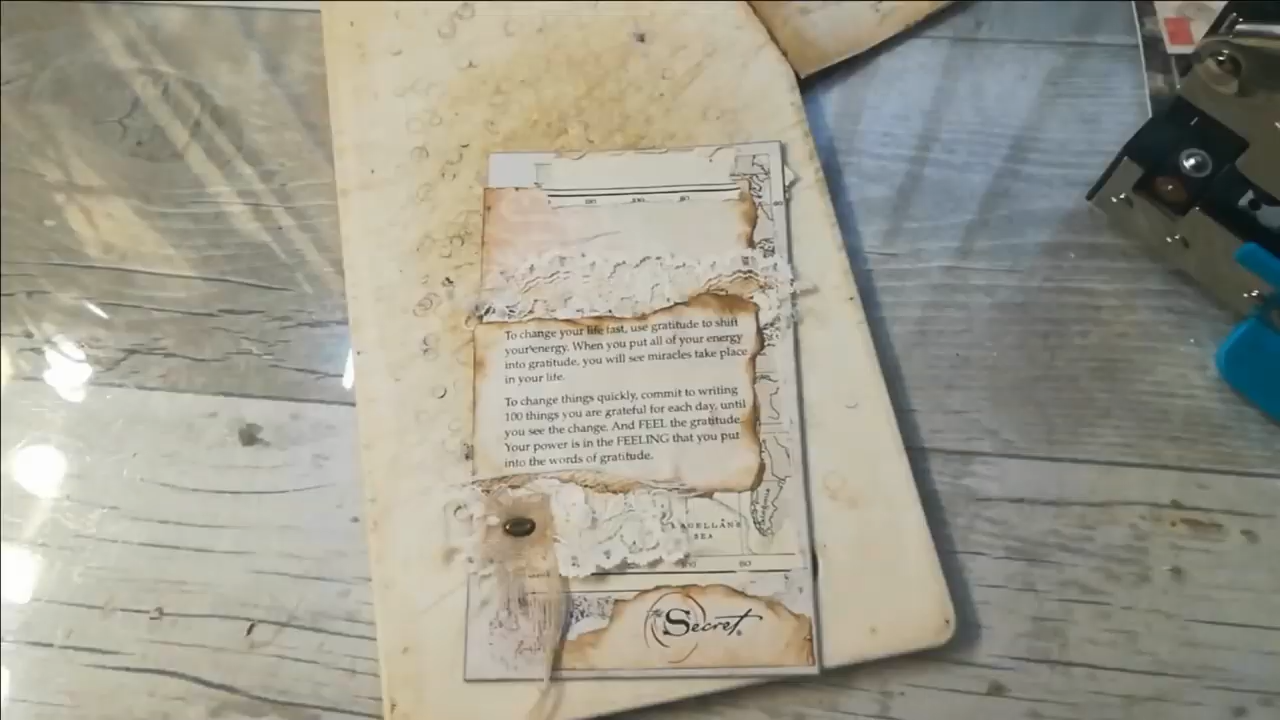 To change your life fast, use gratitude to shift
your energy. When you put all of your energy
into gratitude, you will see miracles take place
in your life.
To change things quickly, commit to writing
100 things you are grateful for each day, until
you see the change. And FEEL the gratitude.
Your power is in the FEELING that you put
into the words of gratitude.
MAGELLAN'S
SEA
60
The Secret